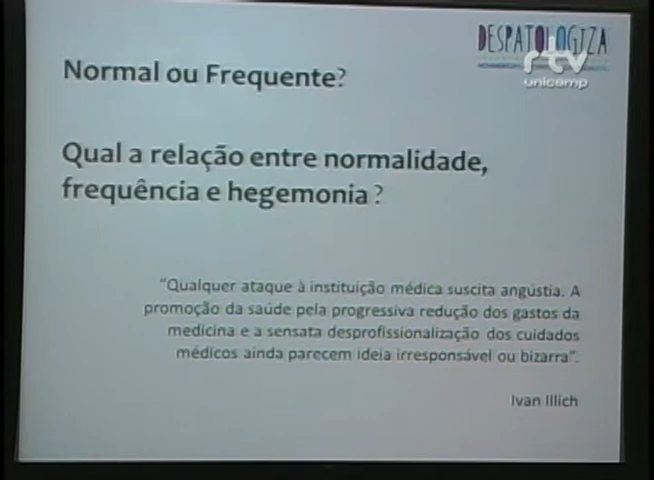 DESPATOLOGIZA
rtv
unicamp
Normal ou Frequente?
Qual a relação entre normalidade,
frequência e hegemonia ?
"Qualquer ataque à instituição médica suscita angústia. A
promoção da saúde pela progressiva redução dos gastos da
medicina e a sensata desprofissionalização dos cuidados
médicos ainda parecem ideia irresponsável ou bizarra".
Ivan Illich